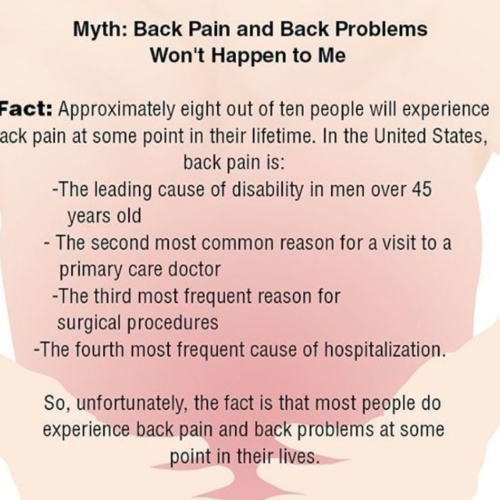 Myth: Back Pain and Back Problems
Won't Happen to Me
Fact: Approximately eight out of ten people will experience
ack pain at some point in their lifetime. In the United States,
back pain is:
-The leading cause of disability in men over 45
years old
- The second most common reason for a visit to a
primary care doctor
-The third most frequent reason for
surgical procedures
-The fourth most frequent cause of hospitalization.
So, unfortunately, the fact is that most people do
experience back pain and back problems at some
point in their lives.